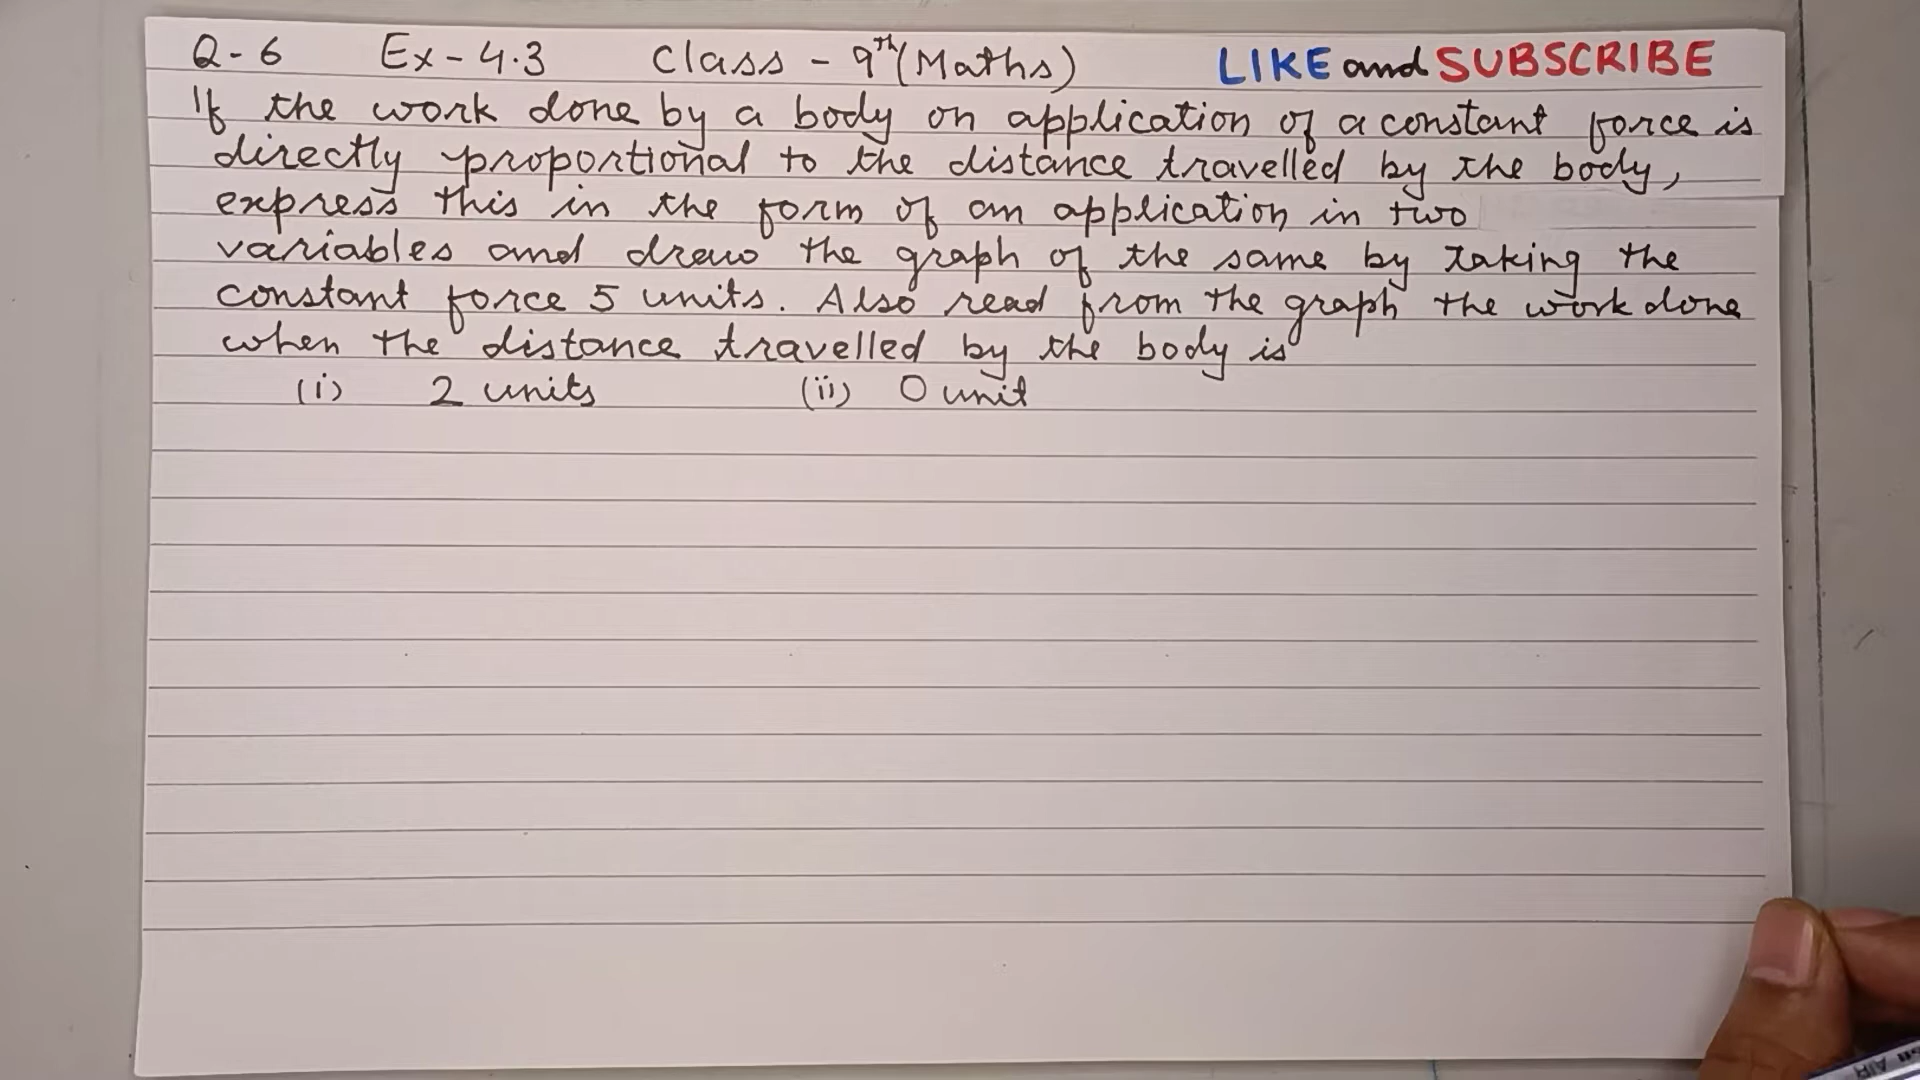 Q-6 Ex-4.3 Class - 9th (Maths) LIKE and SUBSCRIBE
If the work done by a body on application of a constant force is
directly proportional to the distance travelled by the body,
express this in the form of an application in two
variables and draw the graph of the same by taking the
constant force 5 units. Also read from the graph the work done
when the distance travelled by the body is
(i) 2 units (ii) 0 unit